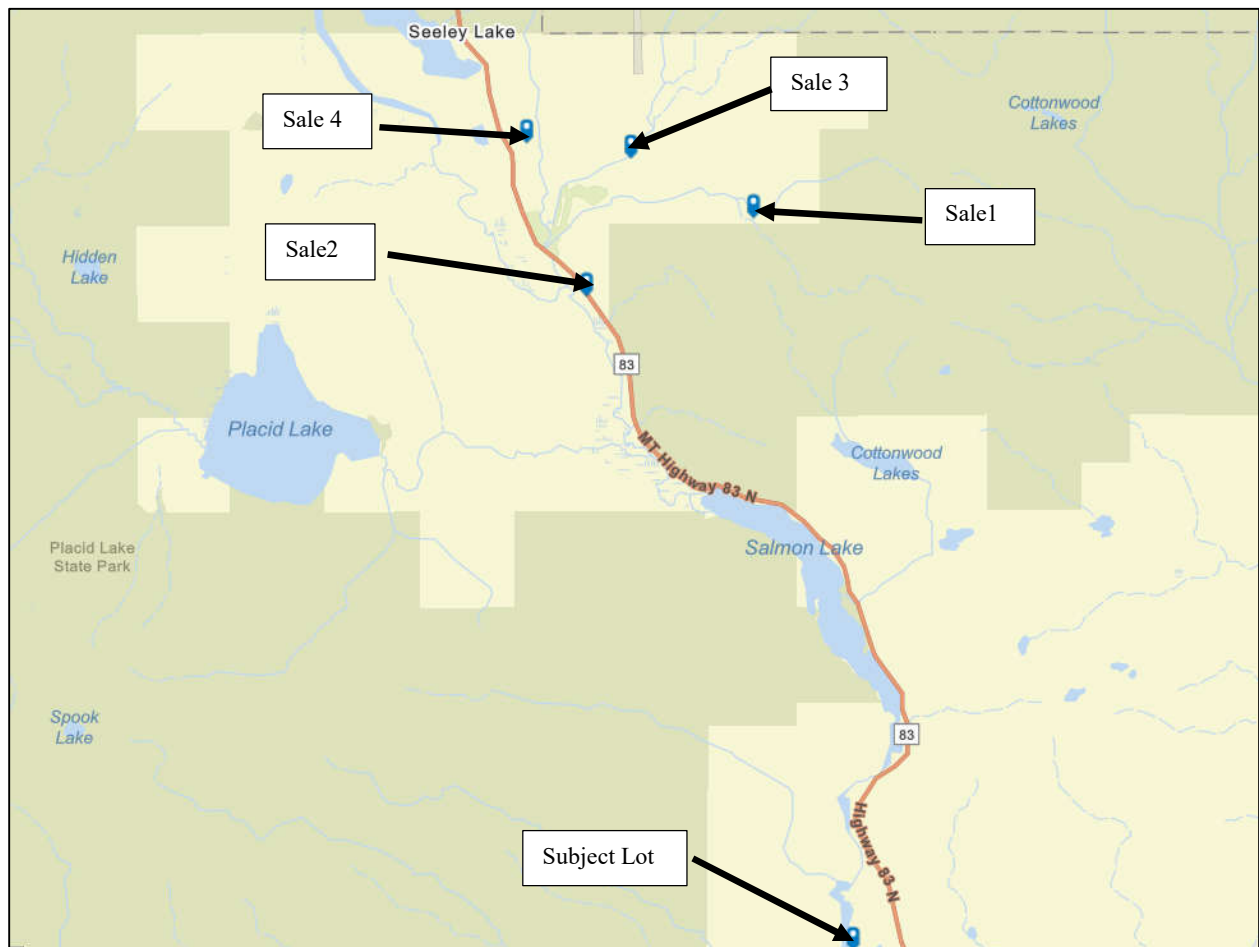 Seeley Lake
Sale 3
Sale 4
Cottonwood
Lakes
Sale1
Sale2
Hidden
Lake
83
Placid Lake
MT Highway 83 N
Cottonwood
Lakes
Placid Lake
State Park
Salmon Lake
Spook
Lake
83
Highway 83 N
Subject Lot